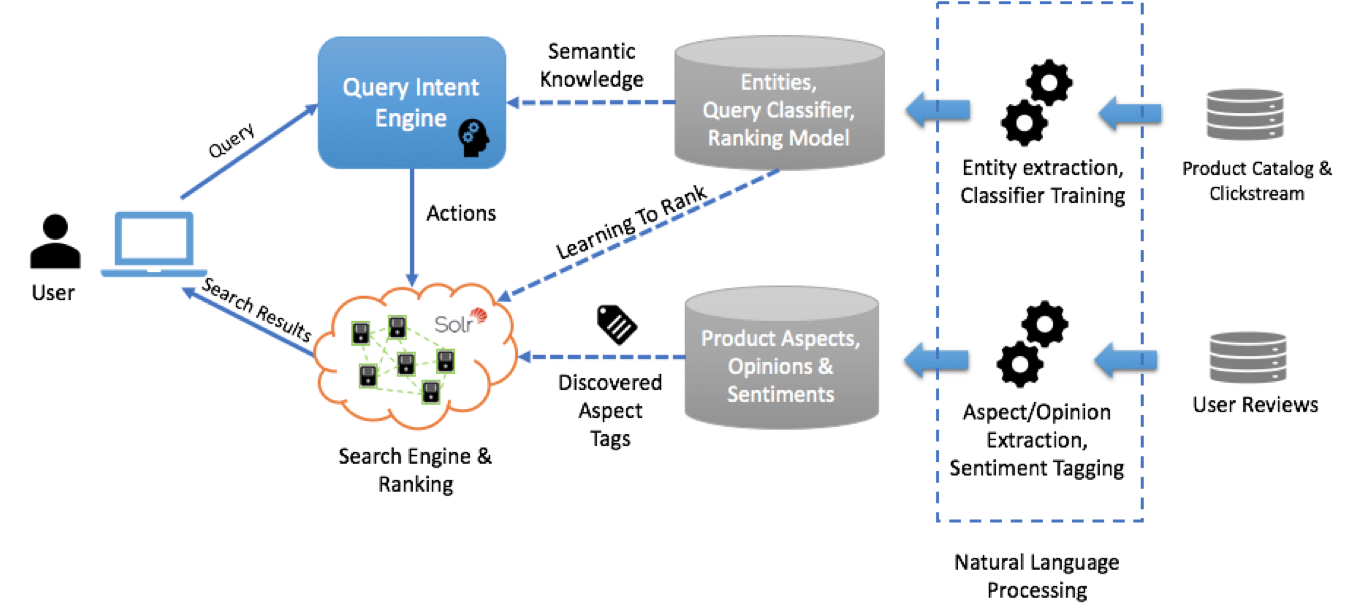 Query Intent
Engine
Semantic
Knowledge
Entities,
Query Classifier,
Ranking Model
Entity extraction,
Classifier Training
Product Catalog &
Clickstream
Query
User
Actions
Learning To Rank
Search Results
Solr
Search Engine &
Ranking
Discovered
Aspect
Tags
Product Aspects,
Opinions &
Sentiments
Aspect/Opinion
Extraction,
Sentiment Tagging
User Reviews
Natural Language
Processing